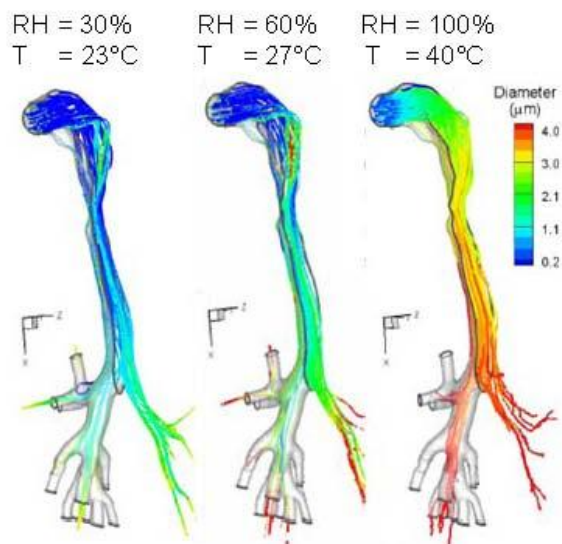 RH = 30%
T = 23°C
RH = 60%
T = 27°C
RH = 100%
T = 40°C
Diameter
(μm)
4.0
3.0
2.1
1.1
0.2
Z
X
Z
X
Z
X